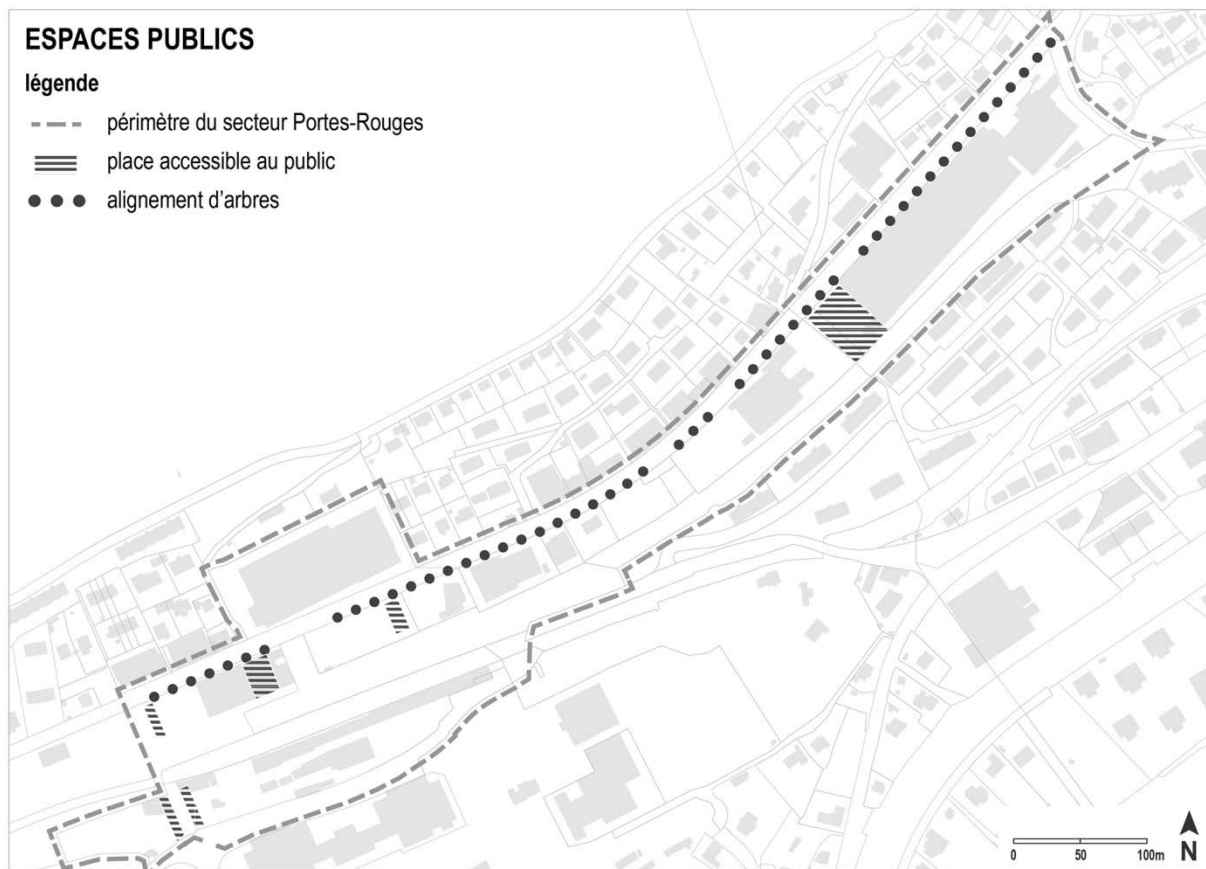 ESPACES PUBLICS
légende
périmètre du secteur Portes-Rouges
place accessible au public
alignement d'arbres
0 50 100m
N